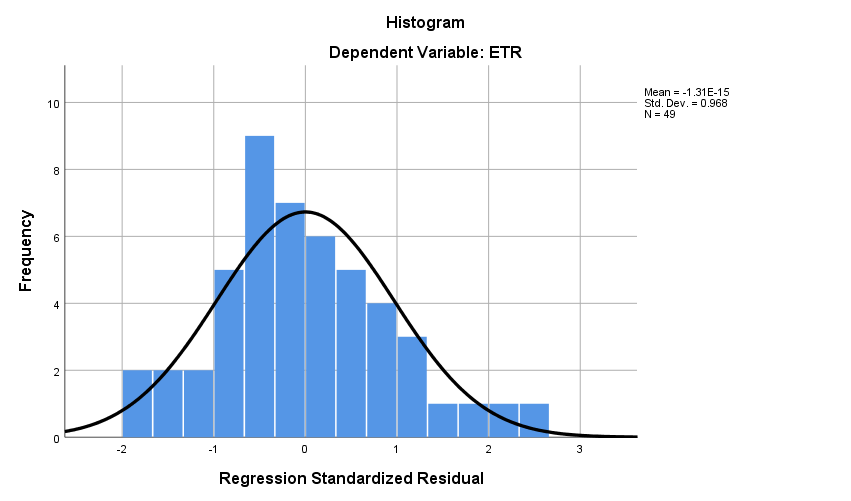 Histogram
Dependent Variable: ETR
Mean = -1.31E-15
Std. Dev. = 0.968
N = 49
Frequency
10
8
6
4
2
0
-2 -1 0 1 2 3
Regression Standardized Residual